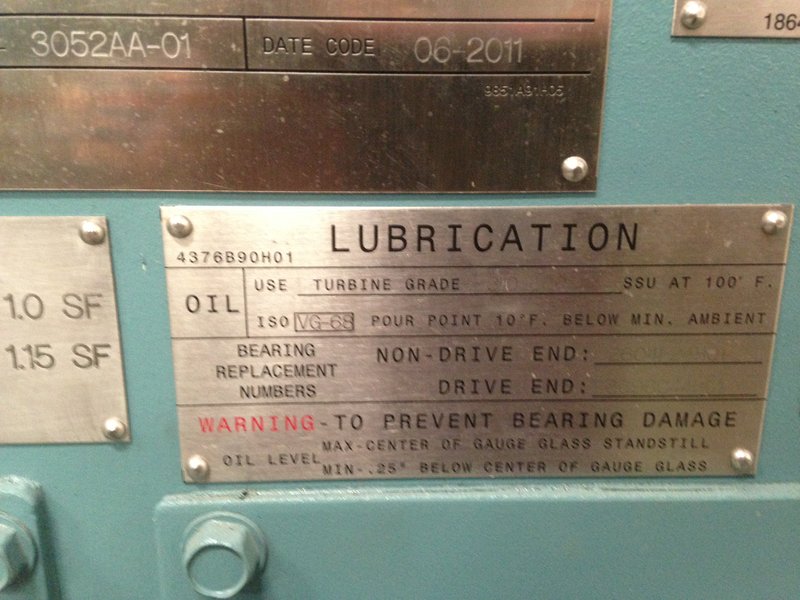 3052AA-01 DATE CODE 06-2011
9851A91H05
1864
1.0 SF
1.15 SF
4376B90H01 LUBRICATION
OIL USE TURBINE GRADE SSU AT 100°F.
ISO VG-68 POUR POINT 10°F. BELOW MIN. AMBIENT
BEARING
REPLACEMENT
NUMBERS
NON-DRIVE END:
DRIVE END:
WARNING-TO PREVENT BEARING DAMAGE
OIL LEVEL
MAX-CENTER OF GAUGE GLASS STANDSTILL
MIN-.25" BELOW CENTER OF GAUGE GLASS